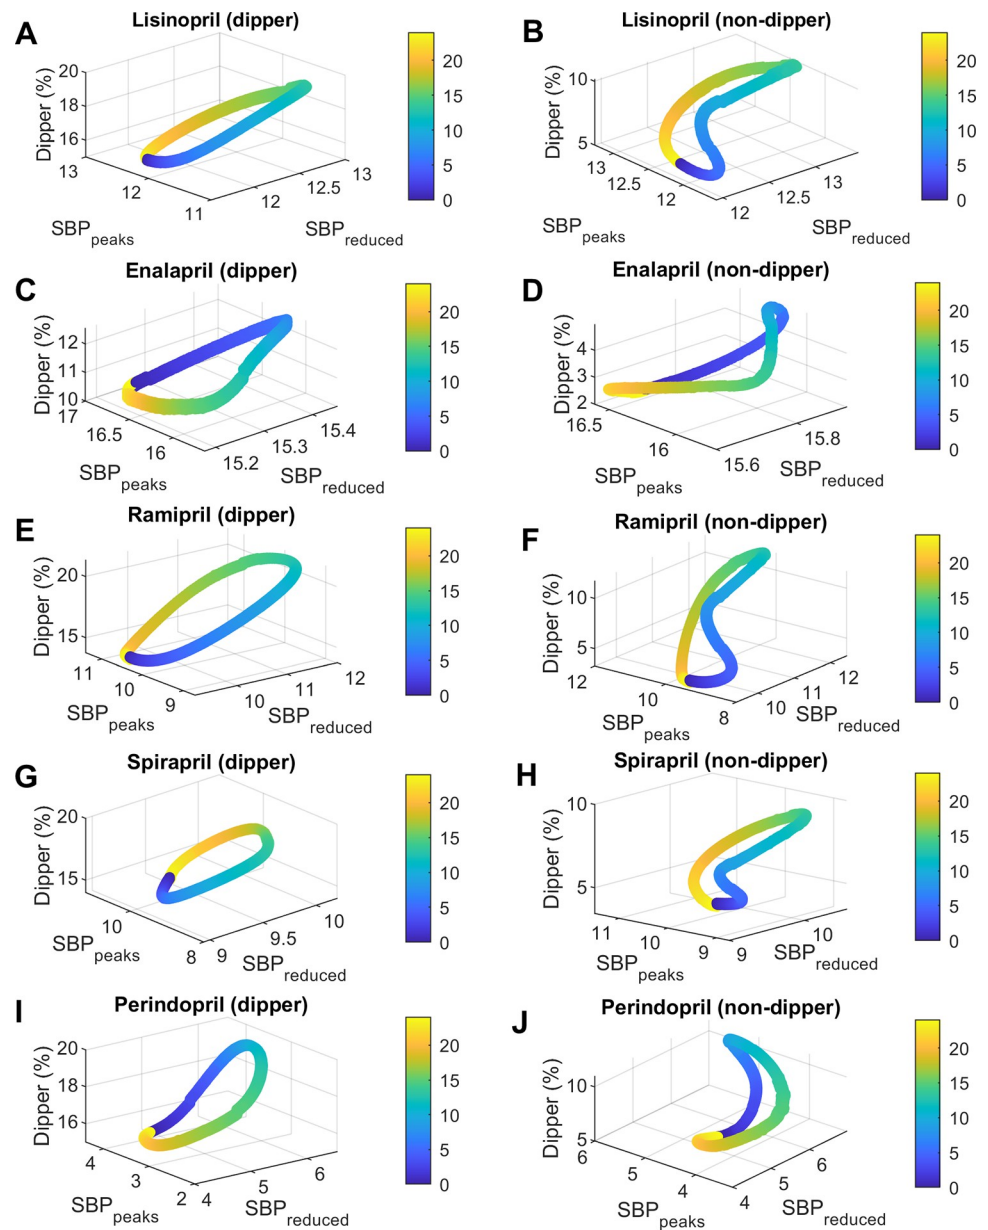 A
Lisinopril (dipper)
Dipper (%)
20
18
16
13
12
11
12
12.5
13
SBPpeaks
SBPreduced
20
15
10
5
0
B
Lisinopril (non-dipper)
Dipper (%)
10
5
13
12.5
12
12
12.5
13
SBPpeaks
SBPreduced
20
15
10
5
0
C
Enalapril (dipper)
Dipper (%)
12
11
10
17
16.5
16
15.2
15.3
15.4
SBPpeaks
SBPreduced
20
15
10
5
0
D
Enalapril (non-dipper)
Dipper (%)
4
3
2
16.5
16
15.6
15.8
SBPpeaks
SBPreduced
20
15
10
5
0
E
Ramipril (dipper)
Dipper (%)
20
15
11
10
9
10
11
12
SBPpeaks
SBPreduced
20
15
10
5
0
F
Ramipril (non-dipper)
Dipper (%)
10
5
12
10
8
10
11
12
SBPpeaks
SBPreduced
20
15
10
5
0
G
Spirapril (dipper)
Dipper (%)
20
15
10
8
9
9.5
10
SBPpeaks
SBPreduced
20
15
10
5
0
H
Spirapril (non-dipper)
Dipper (%)
10
5
11
10
9
9
10
SBPpeaks
SBPreduced
20
15
10
5
0
I
Perindopril (dipper)
Dipper (%)
20
18
16
4
3
2
4
5
6
SBPpeaks
SBPreduced
20
15
10
5
0
J
Perindopril (non-dipper)
Dipper (%)
10
5
6
5
4
4
5
6
SBPpeaks
SBPreduced
20
15
10
5
0